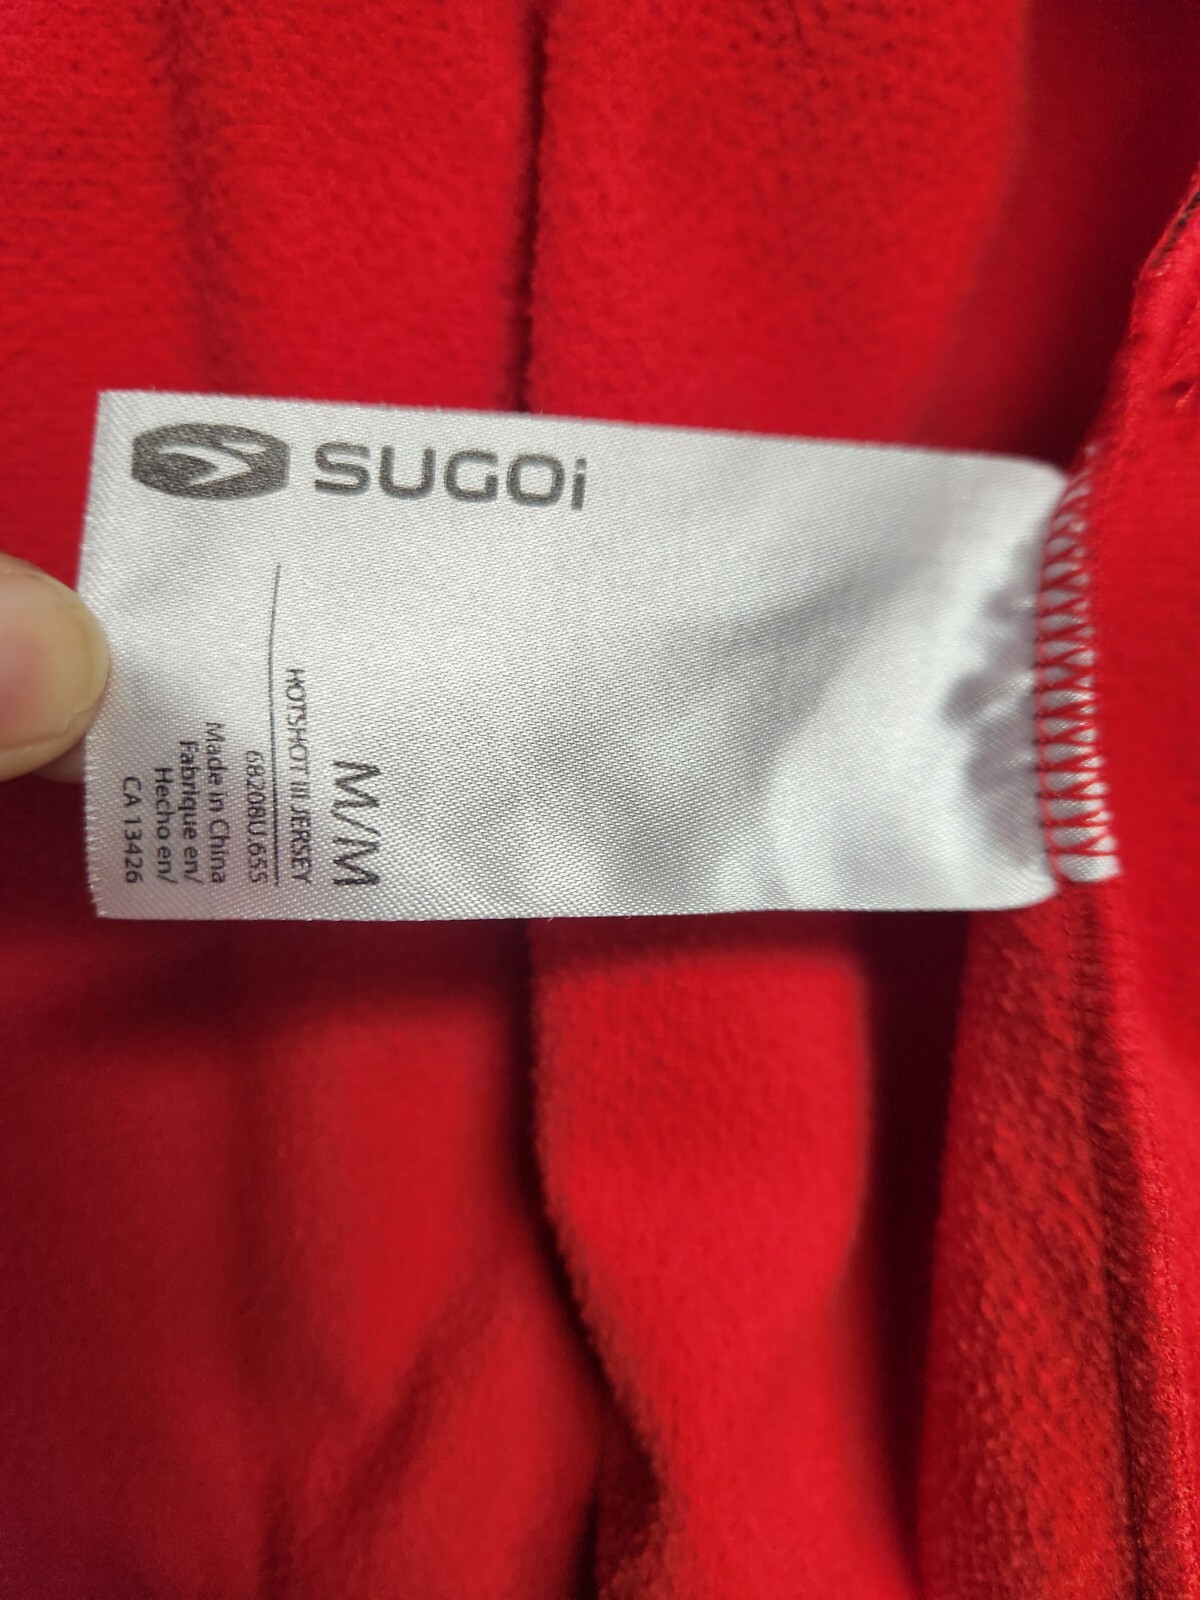 SUGOi
M/M
HOTSHOT III JERSEY
68208U.655
Made in China
Fabrique en/
Hecho en/
CA 13426